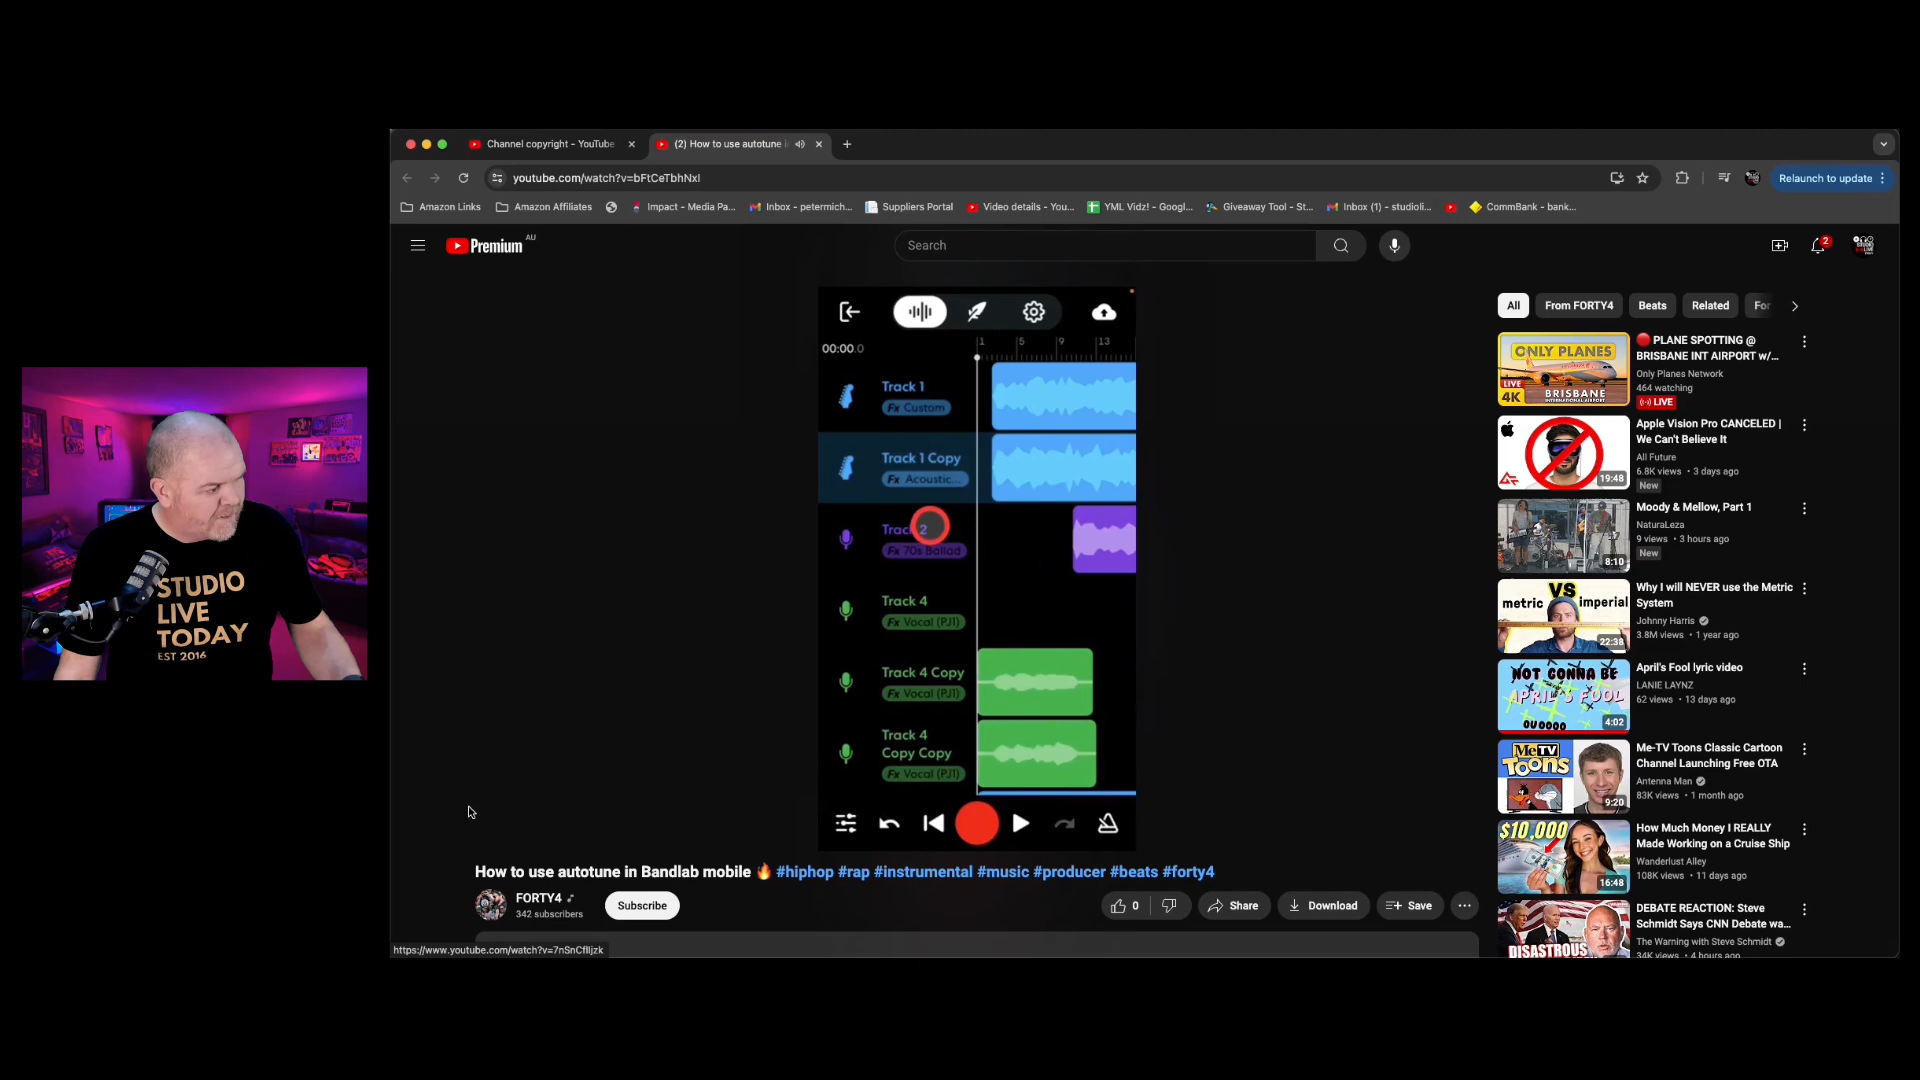 Channel copyright - YouTube
(2) How to use autotune i
youtube.com/watch?v=bFtCeTbhNxI
Relaunch to update
Amazon Links
Amazon Affiliates
Impact - Media Pa...
Inbox - petermich...
Suppliers Portal
Video details - You...
YML Vidz! - Googl...
Giveaway Tool - St...
Inbox (1) - studioli...
CommBank - bank...
Premium AU
Search
2
All
From FORTY4
Beats
Related
For
00:00.0
1 5 9 13
Track 1
Fx Custom
Track 1 Copy
Fx Acoustic...
Track 2
Fx 70s Ballad
Track 4
Fx Vocal (PJ1)
Track 4 Copy
Fx Vocal (PJ1)
Track 4
Copy Copy
Fx Vocal (PJ1)
STUDIO
LIVE
TODAY
EST 2016
How to use autotune in Bandlab mobile 🔥 #hiphop #rap #instrumental #music #producer #beats #forty4
FORTY4
342 subscribers
Subscribe
0
Share
Download
Save
https://www.youtube.com/watch?v=7nSnCfIjzk
ONLY PLANES
LIVE
4K
BRISBANE
INTERNATIONAL AIRPORT
PLANE SPOTTING @
BRISBANE INT AIRPORT w/...
Only Planes Network
464 watching
LIVE
19:48
Apple Vision Pro CANCELED |
We Can't Believe It
All Future
6.8K views • 3 days ago
New
8:10
Moody & Mellow, Part 1
NaturaLeza
9 views • 3 hours ago
New
VS
metric
imperial
22:38
Why I will NEVER use the Metric
System
Johnny Harris
3.8M views • 1 year ago
NOT GONNA BE
APRIL'S FOOL
4:02
April's Fool lyric video
LANIE LAYNZ
62 views • 13 days ago
MeTV
TOONS
9:20
Me-TV Toons Classic Cartoon
Channel Launching Free OTA
Antenna Man
83K views • 1 month ago
$10,000
16:48
How Much Money I REALLY
Made Working on a Cruise Ship
Wanderlust Alley
108K views • 11 days ago
DISASTROUS
DEBATE REACTION: Steve
Schmidt Says CNN Debate wa...
The Warning with Steve Schmidt
34K views • 4 hours ago